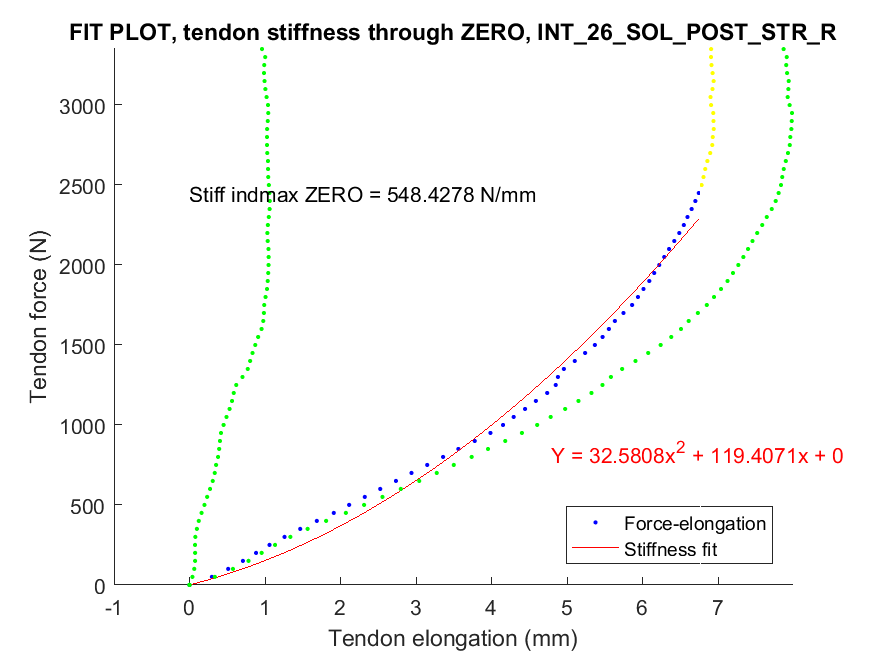 FIT PLOT, tendon stiffness through ZERO, INT_26_SOL_POST_STR_R
3000
2500
2000
1500
1000
500
0
Tendon force (N)
Stiff indmax ZERO = 548.4278 N/mm
Y = 32.5808x² + 119.4071x + 0
Force-elongation
Stiffness fit
-1 0 1 2 3 4 5 6 7
Tendon elongation (mm)